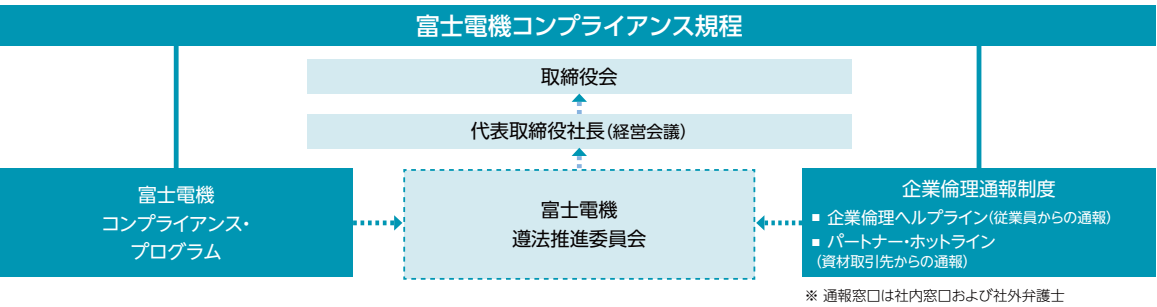 富士電機コンプライアンス規程
取締役会
代表取締役社長(経営会議)
富士電機
コンプライアンス・
プログラム
富士電機
遵法推進委員会
企業倫理通報制度
■ 企業倫理ヘルプライン(従業員からの通報)
■ パートナー・ホットライン
(資材取引先からの通報)
※ 通報窓口は社内窓口および社外弁護士